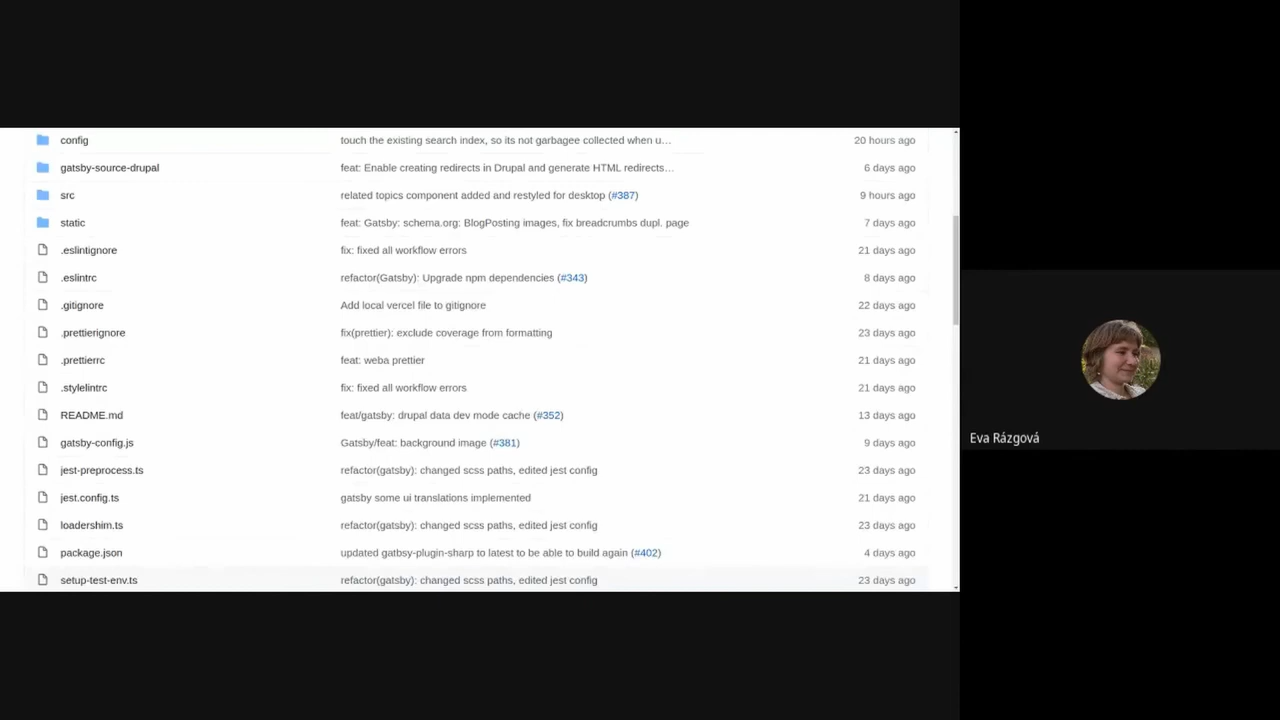 config touch the existing search index, so its not garbagee collected when u… 20 hours ago
gatsby-source-drupal feat: Enable creating redirects in Drupal and generate HTML redirects… 6 days ago
src related topics component added and restyled for desktop (#387) 9 hours ago
static feat: Gatsby: schema.org: BlogPosting images, fix breadcrumbs dupl. page 7 days ago
.eslintignore fix: fixed all workflow errors 21 days ago
.eslintrc refactor(Gatsby): Upgrade npm dependencies (#343) 8 days ago
.gitignore Add local vercel file to gitignore 22 days ago
.prettierignore fix(prettier): exclude coverage from formatting 23 days ago
.prettierrc feat: weba prettier 21 days ago
.stylelintrc fix: fixed all workflow errors 21 days ago
README.md feat/gatsby: drupal data dev mode cache (#352) 13 days ago
gatsby-config.js Gatsby/feat: background image (#381) 9 days ago
jest-preprocess.ts refactor(gatsby): changed scss paths, edited jest config 23 days ago
jest.config.ts gatsby some ui translations implemented 21 days ago
loadershim.ts refactor(gatsby): changed scss paths, edited jest config 23 days ago
package.json updated gatbsy-plugin-sharp to latest to be able to build again (#402) 4 days ago
setup-test-env.ts refactor(gatsby): changed scss paths, edited jest config 23 days ago
Eva Rázgová